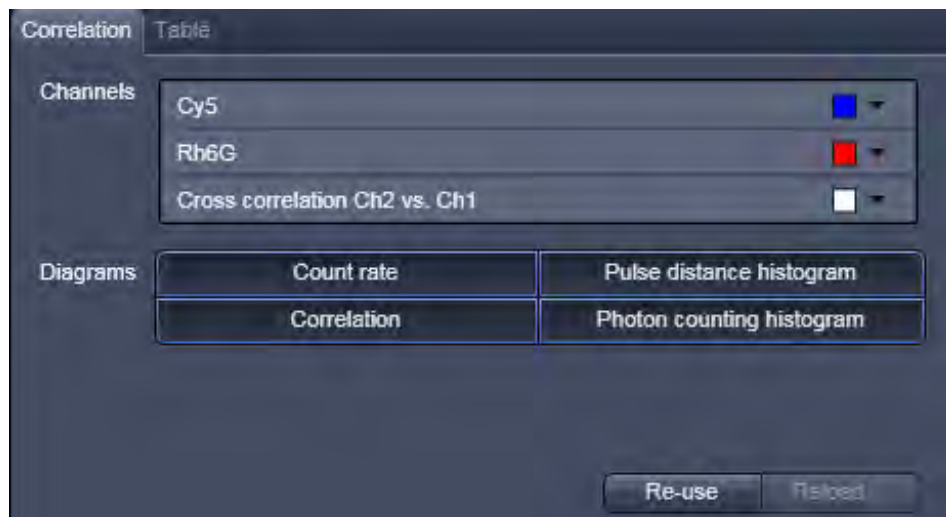 Correlation Table
Channels
Cy5
Rh6G
Cross correlation Ch2 vs. Ch1
Diagrams
Count rate Pulse distance histogram
Correlation Photon counting histogram
Re-use Reload